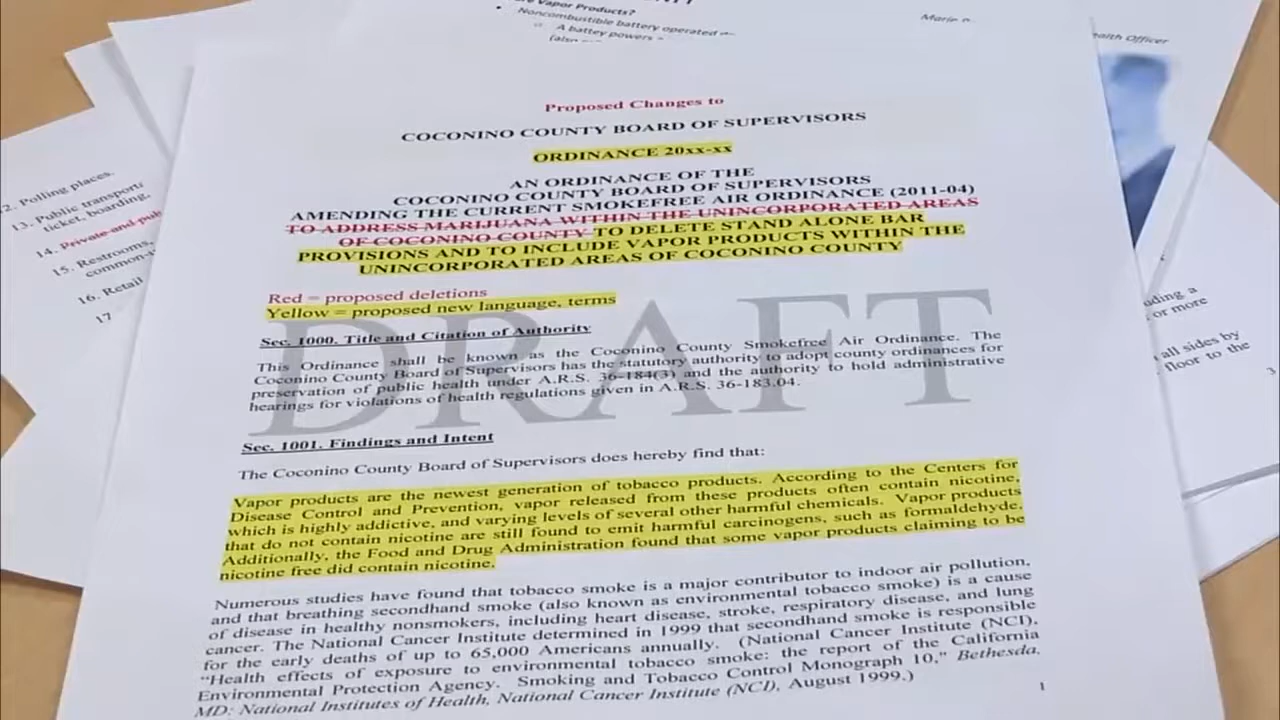 Vapor Products?
Noncombustible battery operated
A battey powers
(also
Marie
Health Officer
Proposed Changes to
COCONINO COUNTY BOARD OF SUPERVISORS
ORDINANCE 20xx-xx
AN ORDINANCE OF THE
COCONINO COUNTY BOARD OF SUPERVISORS
AMENDING THE CURRENT SMOKEFREE AIR ORDINANCE (2011-04)
TO ADDRESS MARIJUANA WITHIN THE UNINCORPORATED AREAS
OF COCONINO COUNTY TO DELETE STAND ALONE BAR
PROVISIONS AND TO INCLUDE VAPOR PRODUCTS WITHIN THE
UNINCORPORATED AREAS OF COCONINO COUNTY
Red = proposed deletions
Yellow = proposed new language, terms
DRAFT
Sec. 1000. Title and Citation of Authority
This Ordinance shall be known as the Coconino County Smokefree Air Ordinance. The
Coconino County Board of Supervisors has the statutory authority to adopt county ordinances for
preservation of public health under A.R.S. 36-184(3) and the authority to hold administrative
hearings for violations of health regulations given in A.R.S. 36-183.04.
Sec. 1001. Findings and Intent
The Coconino County Board of Supervisors does hereby find that:
Vapor products are the newest generation of tobacco products. According to the Centers for
Disease Control and Prevention, vapor released from these products often contain nicotine,
which is highly addictive, and varying levels of several other harmful chemicals. Vapor products
that do not contain nicotine are still found to emit harmful carcinogens, such as formaldehyde.
Additionally, the Food and Drug Administration found that some vapor products claiming to be
nicotine free did contain nicotine.
Numerous studies have found that tobacco smoke is a major contributor to indoor air pollution,
and that breathing secondhand smoke (also known as environmental tobacco smoke) is a cause
of disease in healthy nonsmokers, including heart disease, stroke, respiratory disease, and lung
cancer. The National Cancer Institute determined in 1999 that secondhand smoke is responsible
for the early deaths of up to 65,000 Americans annually. (National Cancer Institute (NCI),
"Health effects of exposure to environmental tobacco smoke: the report of the California
Environmental Protection Agency. Smoking and Tobacco Control Monograph 10," Bethesda,
MD: National Institutes of Health, National Cancer Institute (NCI), August 1999.)
1
12. Polling places.
13. Public transport
ticket, boarding,
14. Private and pub
15. Restrooms,
common-
16. Retail
17
uding a
or more
all sides by
floor to the
3